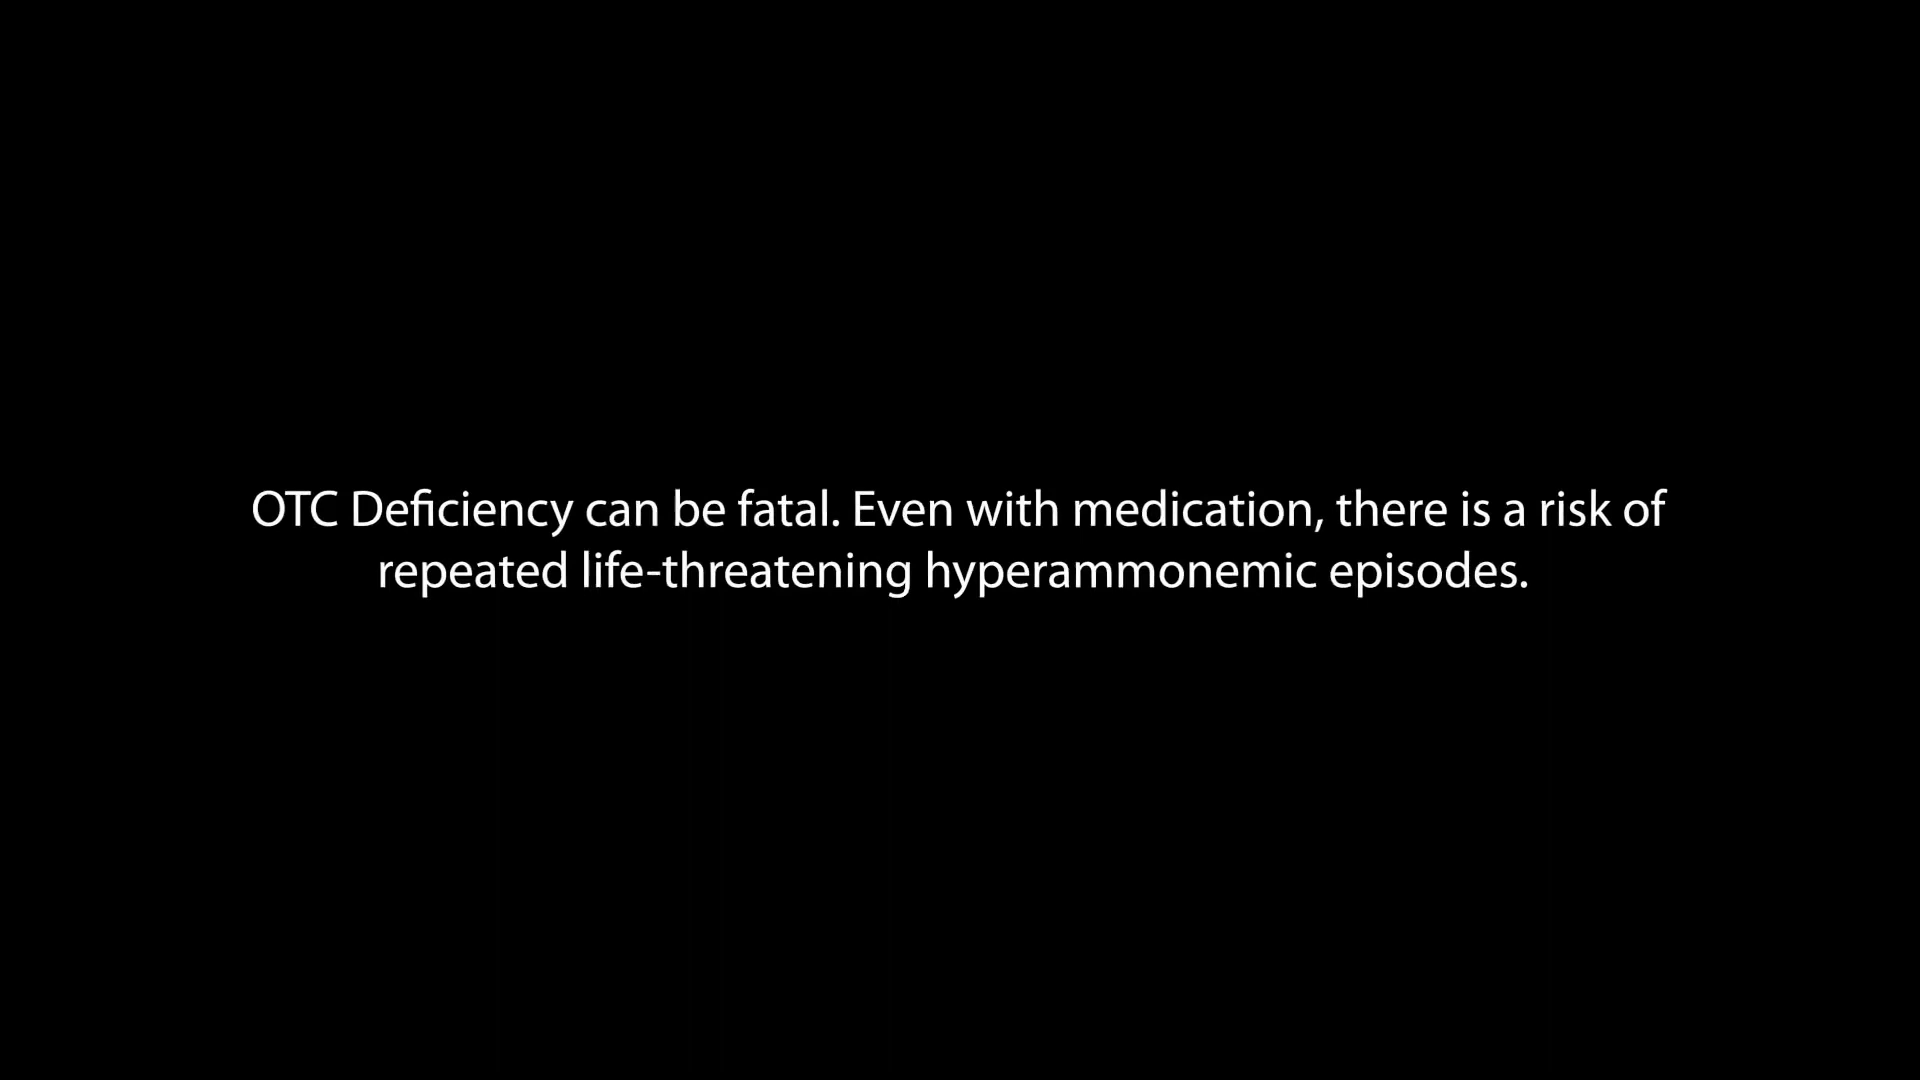 OTC Deficiency can be fatal. Even with medication, there is a risk of
repeated life-threatening hyperammonemic episodes.